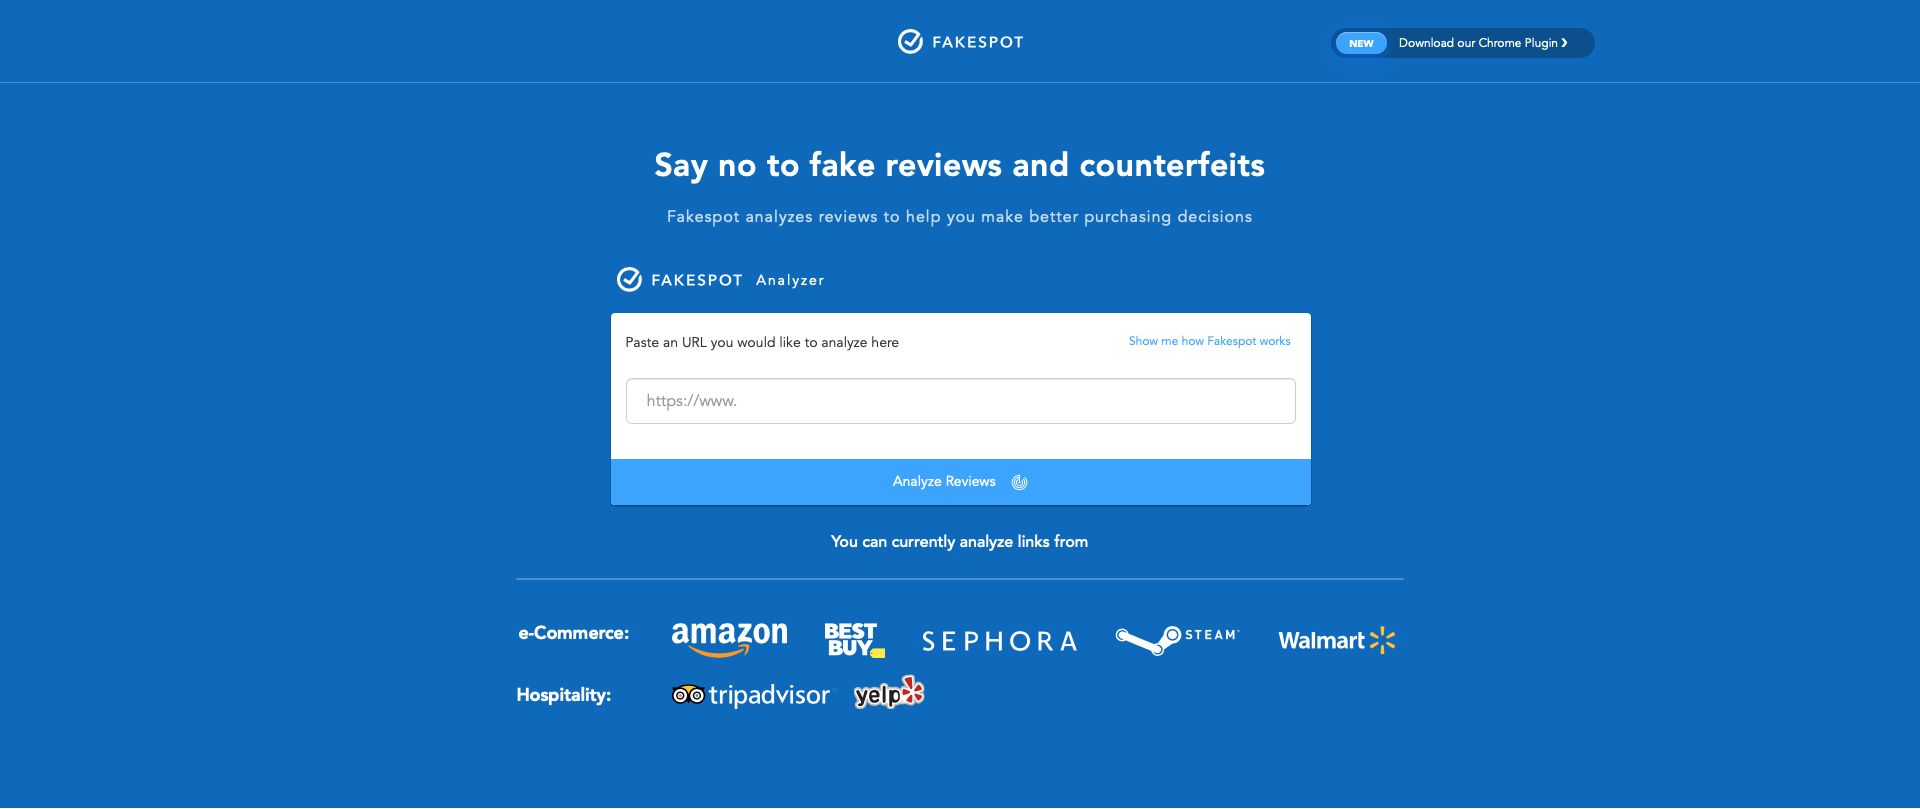 FAKESPOT
NEW Download our Chrome Plugin ❯
Say no to fake reviews and counterfeits
Fakespot analyzes reviews to help you make better purchasing decisions
FAKESPOT Analyzer
Paste an URL you would like to analyze here
Show me how Fakespot works
https://www.
Analyze Reviews
You can currently analyze links from
e-Commerce: amazon BEST BUY SEPHORA STEAM Walmart
Hospitality: tripadvisor yelp